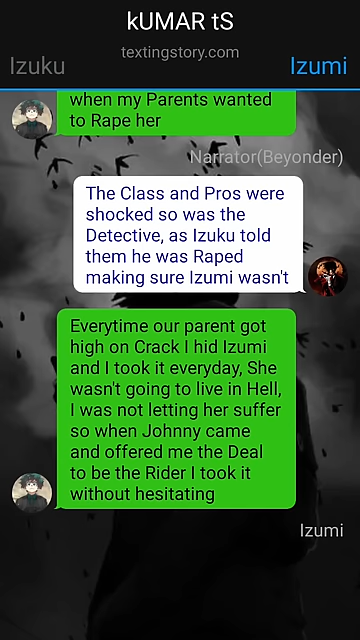 kUMAR tS
textingstory.com
Izuku
Izumi
when my Parents wanted
to Rape her
Narrator(Beyonder)
The Class and Pros were
shocked so was the
Detective, as Izuku told
them he was Raped
making sure Izumi wasn't
Everytime our parent got
high on Crack I hid Izumi
and I took it everyday, She
wasn't going to live in Hell,
I was not letting her suffer
so when Johnny came
and offered me the Deal
to be the Rider I took it
without hesitating
Izumi